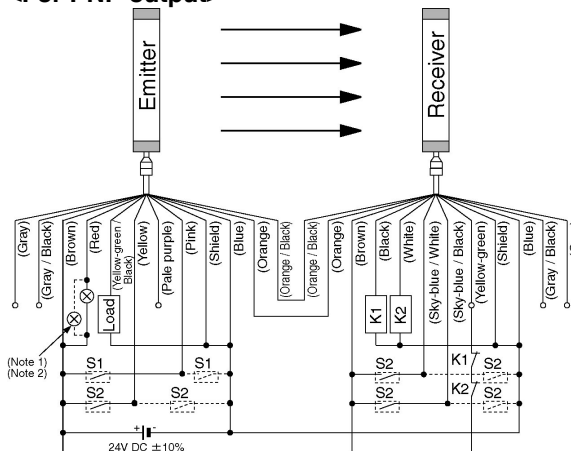 Emitter
Receiver
(Gray)
(Gray / Black)
(Brown)
(Red)
(Yellow-green / Black)
(Yellow)
(Pale purple)
(Pink)
(Shield)
(Blue)
(Orange)
(Orange / Black)
(Orange / Black)
(Orange)
(Brown)
(Black)
(White)
(Sky-blue / White)
(Sky-blue / Black)
(Yellow-green)
(Shield)
(Blue)
(Gray / Black)
Load
K1
K2
(Note 1)
(Note 2)
S1
S1
S2
K1
S2
S2
S2
S2
K2
S2
+ -
24V DC ±10%